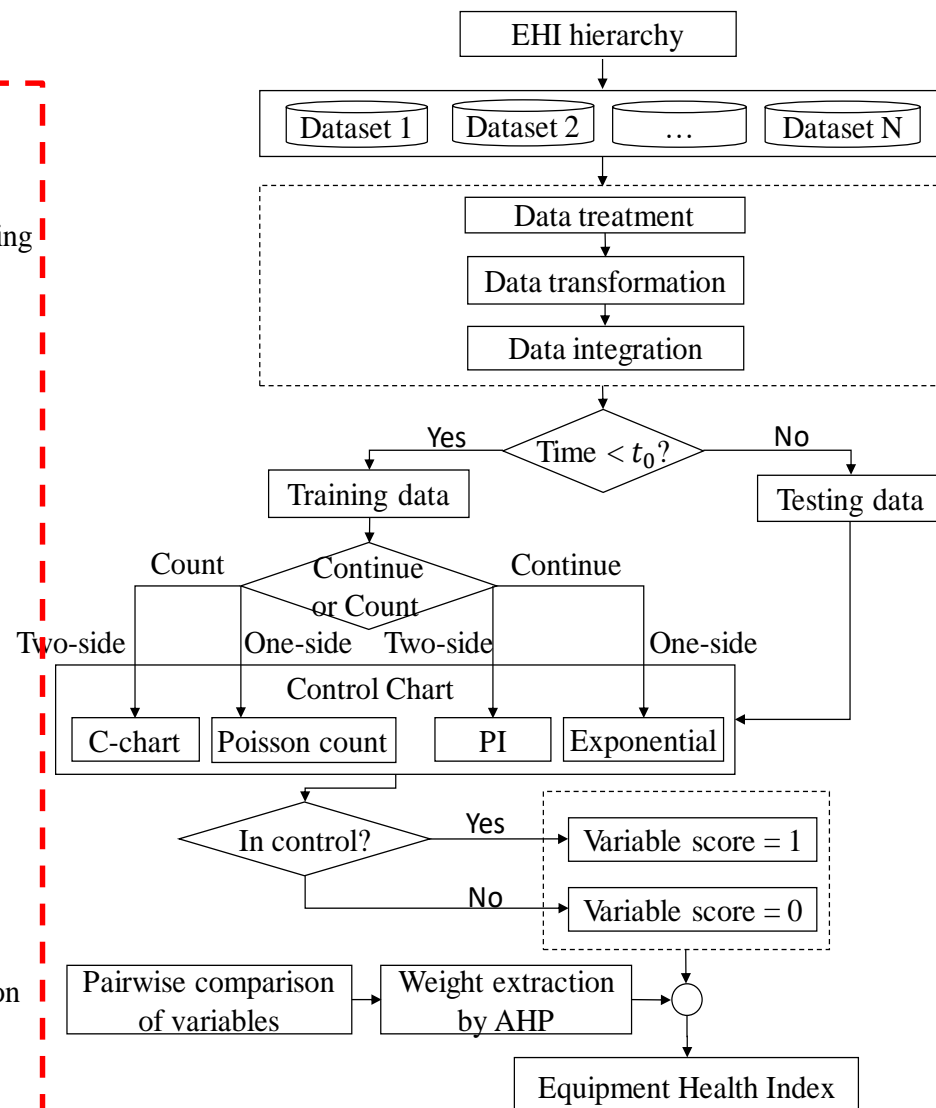 EHI hierarchy
Dataset 1
Dataset 2
…
Dataset N
Data treatment
ing
Data transformation
Data integration
Yes
Time < t₀?
No
Training data
Testing data
Count
Continue
or Count
Continue
Two-side
One-side
Two-side
One-side
Control Chart
C-chart
Poisson count
PI
Exponential
In control?
Yes
Variable score = 1
No
Variable score = 0
on
Pairwise comparison
of variables
Weight extraction
by AHP
Equipment Health Index